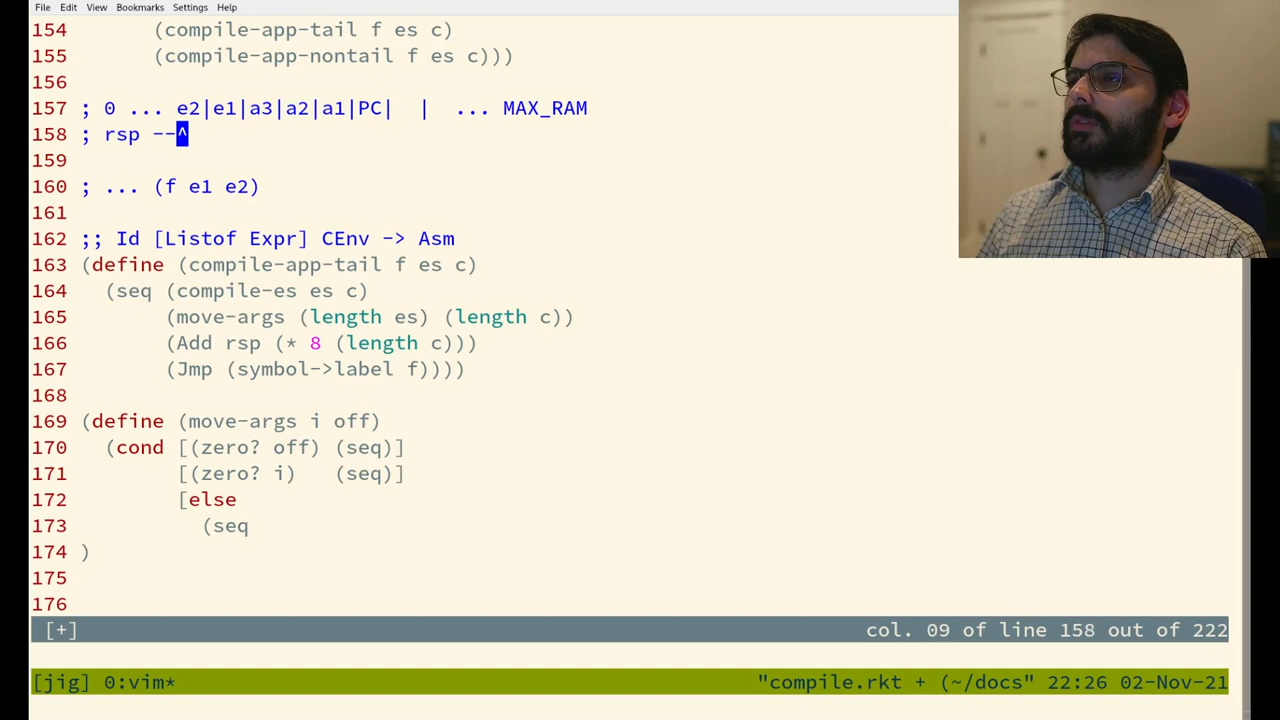 File Edit View Bookmarks Settings Help
154 (compile-app-tail f es c)
155 (compile-app-nontail f es c)))
156
157 ; 0 ... e2|e1|a3|a2|a1|PC| | ... MAX_RAM
158 ; rsp --^
159
160 ; ... (f e1 e2)
161
162 ;; Id [Listof Expr] CEnv -> Asm
163 (define (compile-app-tail f es c)
164 (seq (compile-es es c)
165 (move-args (length es) (length c))
166 (Add rsp (* 8 (length c)))
167 (Jmp (symbol->label f))))
168
169 (define (move-args i off)
170 (cond [(zero? off) (seq)]
171 [(zero? i) (seq)]
172 [else
173 (seq
174 )
175
176
[+] col. 09 of line 158 out of 222
[jig] 0:vim* "compile.rkt + (~/docs" 22:26 02-Nov-21